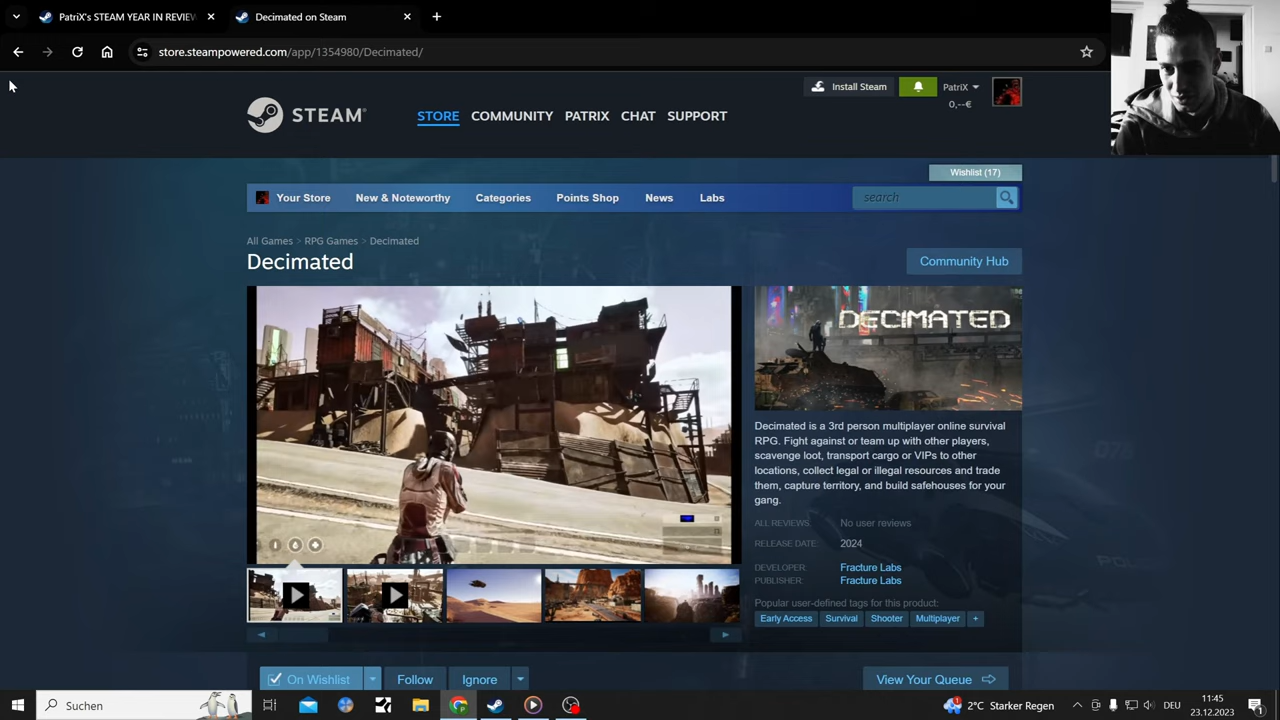 PatriX's STEAM YEAR IN REVIEW
Decimated on Steam
store.steampowered.com/app/1354980/Decimated/
Install Steam
PatriX
0,--€
STEAM®
STORE
COMMUNITY
PATRIX
CHAT
SUPPORT
Wishlist (17)
Your Store
New & Noteworthy
Categories
Points Shop
News
Labs
search
All Games > RPG Games > Decimated
Decimated
Community Hub
DECIMATED
Decimated is a 3rd person multiplayer online survival
RPG. Fight against or team up with other players,
scavenge loot, transport cargo or VIPs to other
locations, collect legal or illegal resources and trade
them, capture territory, and build safehouses for your
gang.
ALL REVIEWS: No user reviews
RELEASE DATE: 2024
DEVELOPER: Fracture Labs
PUBLISHER: Fracture Labs
Popular user-defined tags for this product:
Early Access
Survival
Shooter
Multiplayer
+
On Wishlist
Follow
Ignore
View Your Queue
Suchen
2°C Starker Regen
DEU
11:45
23.12.2023
1